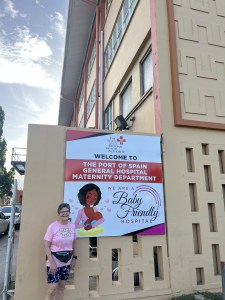 WELCOME TO
THE PORT OF SPAIN
GENERAL HOSPITAL
MATERNITY DEPARTMENT
WE ARE A
Baby
Friendly
HOSPITAL